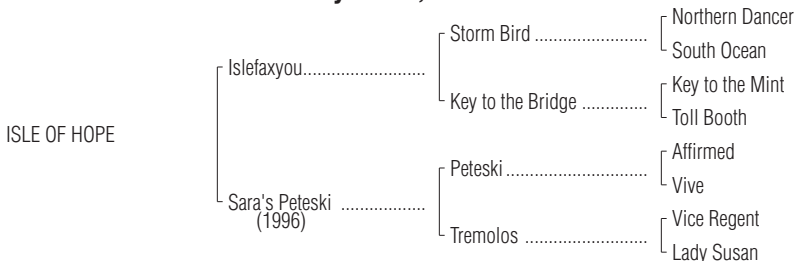 Northern Dancer
Storm Bird ..........................
South Ocean
Islefaxyou............................
Key to the Mint
Key to the Bridge ...............
Toll Booth
ISLE OF HOPE
Affirmed
Peteski................................
Vive
Sara's Peteski ...................
(1996)
Vice Regent
Tremolos ............................
Lady Susan